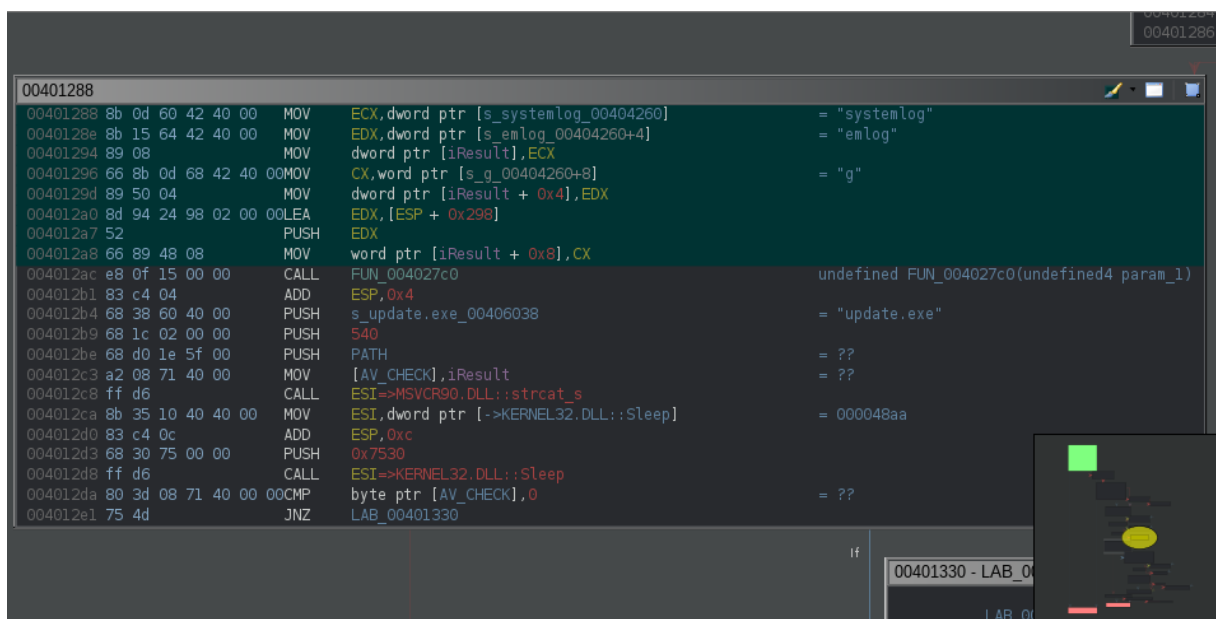 00401286
00401288
00401288 8b 0d 60 42 40 00 MOV ECX,dword ptr [s_systemlog_00404260] = "systemlog"
0040128e 8b 15 64 42 40 00 MOV EDX,dword ptr [s_emlog_00404260+4] = "emlog"
00401294 89 08 MOV dword ptr [iResult],ECX
00401296 66 8b 0d 68 42 40 00MOV CX,word ptr [s_g_00404260+8] = "g"
0040129d 89 50 04 MOV dword ptr [iResult + 0x4],EDX
004012a0 8d 94 24 98 02 00 00LEA EDX,[ESP + 0x298]
004012a7 52 PUSH EDX
004012a8 66 89 48 08 MOV word ptr [iResult + 0x8],CX
004012ac e8 0f 15 00 00 CALL FUN_004027c0 undefined FUN_004027c0(undefined4 param_1)
004012b1 83 c4 04 ADD ESP,0x4
004012b4 68 38 60 40 00 PUSH s_update.exe_00406038 = "update.exe"
004012b9 68 1c 02 00 00 PUSH 540
004012be 68 d0 1e 5f 00 PUSH PATH = ??
004012c3 a2 08 71 40 00 MOV [AV_CHECK],iResult = ??
004012c8 ff d6 CALL ESI=>MSVCR90.DLL::strcat_s
004012ca 8b 35 10 40 40 00 MOV ESI,dword ptr [->KERNEL32.DLL::Sleep] = 000048aa
004012d0 83 c4 0c ADD ESP,0xc
004012d3 68 30 75 00 00 PUSH 0x7530
004012d8 ff d6 CALL ESI=>KERNEL32.DLL::Sleep
004012da 80 3d 08 71 40 00 00CMP byte ptr [AV_CHECK],0 = ??
004012e1 75 4d JNZ LAB_00401330
If
00401330 - LAB_00